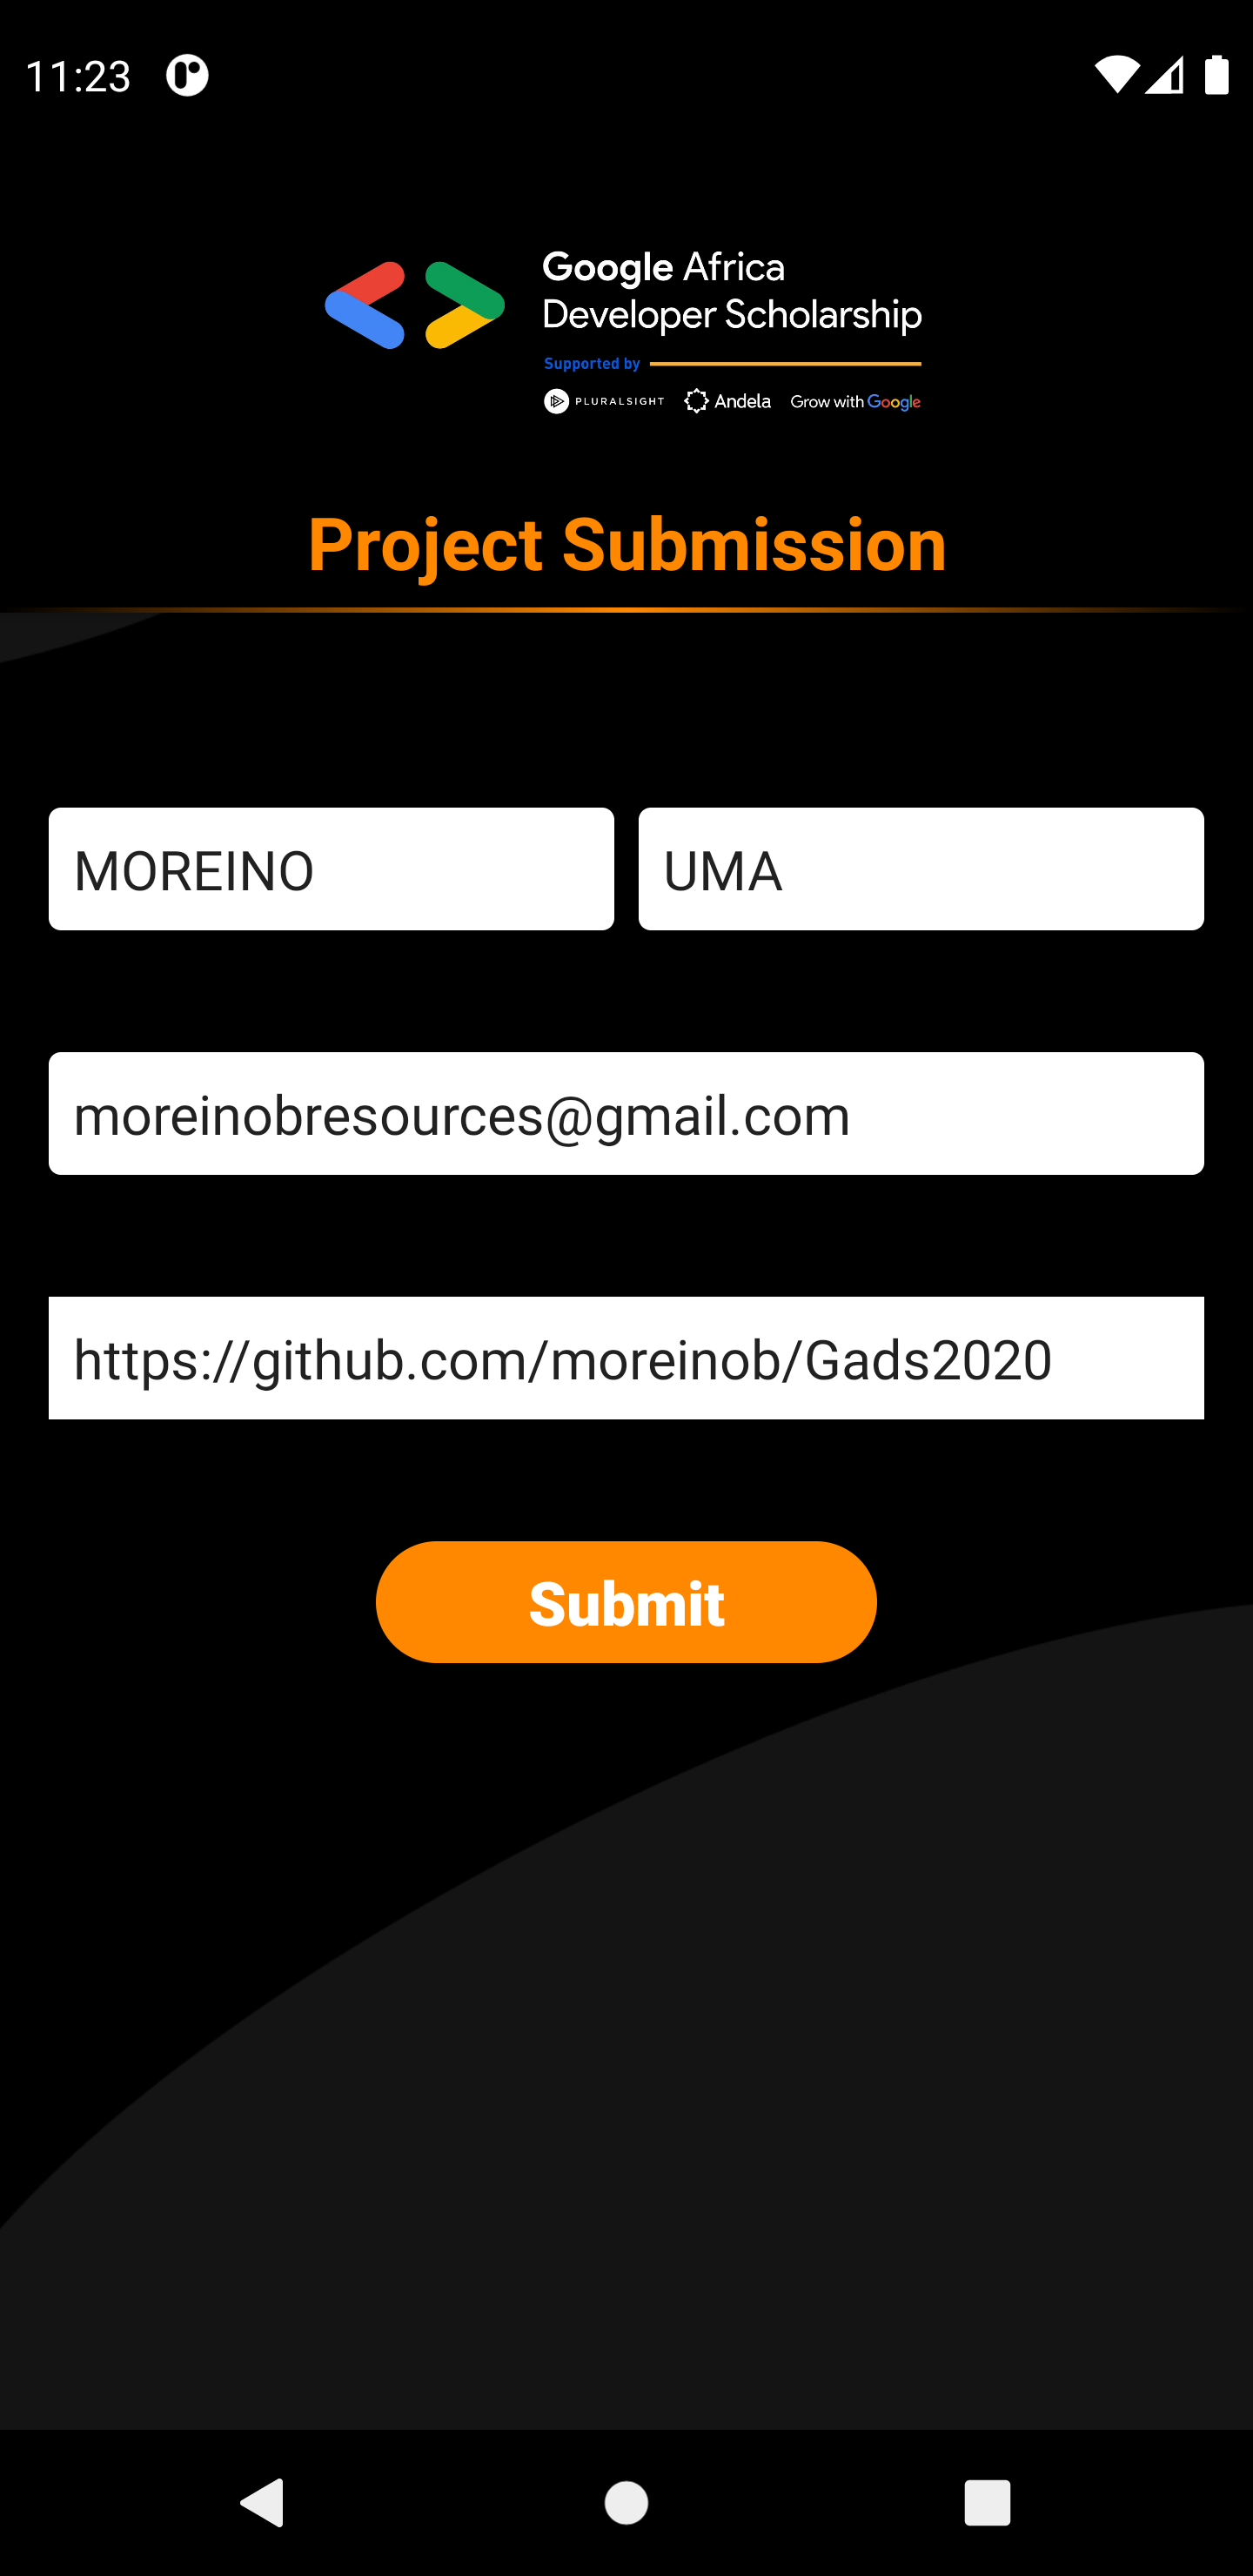 11:23
Google Africa
Developer Scholarship
Supported by
PLURALSIGHT Andela Grow with Google
Project Submission
MOREINO UMA
moreinobresources@gmail.com
https://github.com/moreinob/Gads2020
Submit